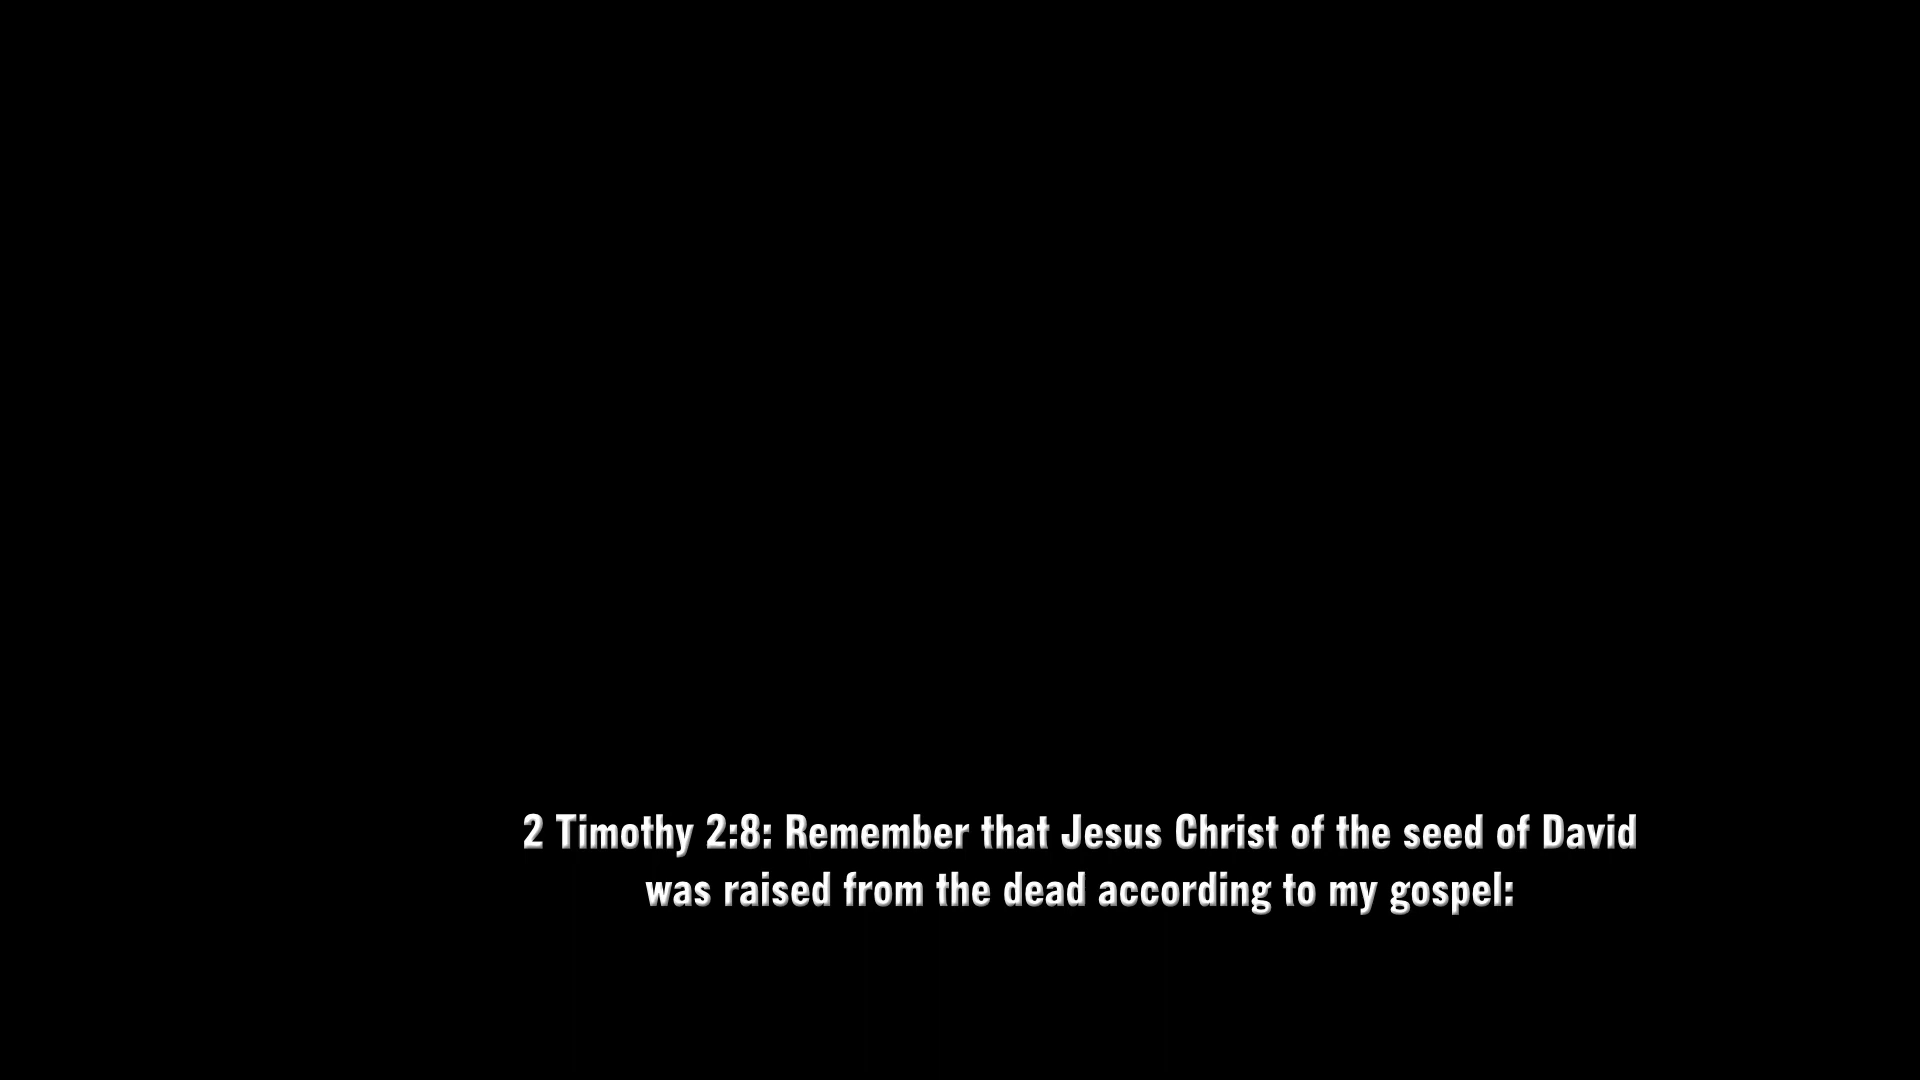 2 Timothy 2:8: Remember that Jesus Christ of the seed of David
was raised from the dead according to my gospel: